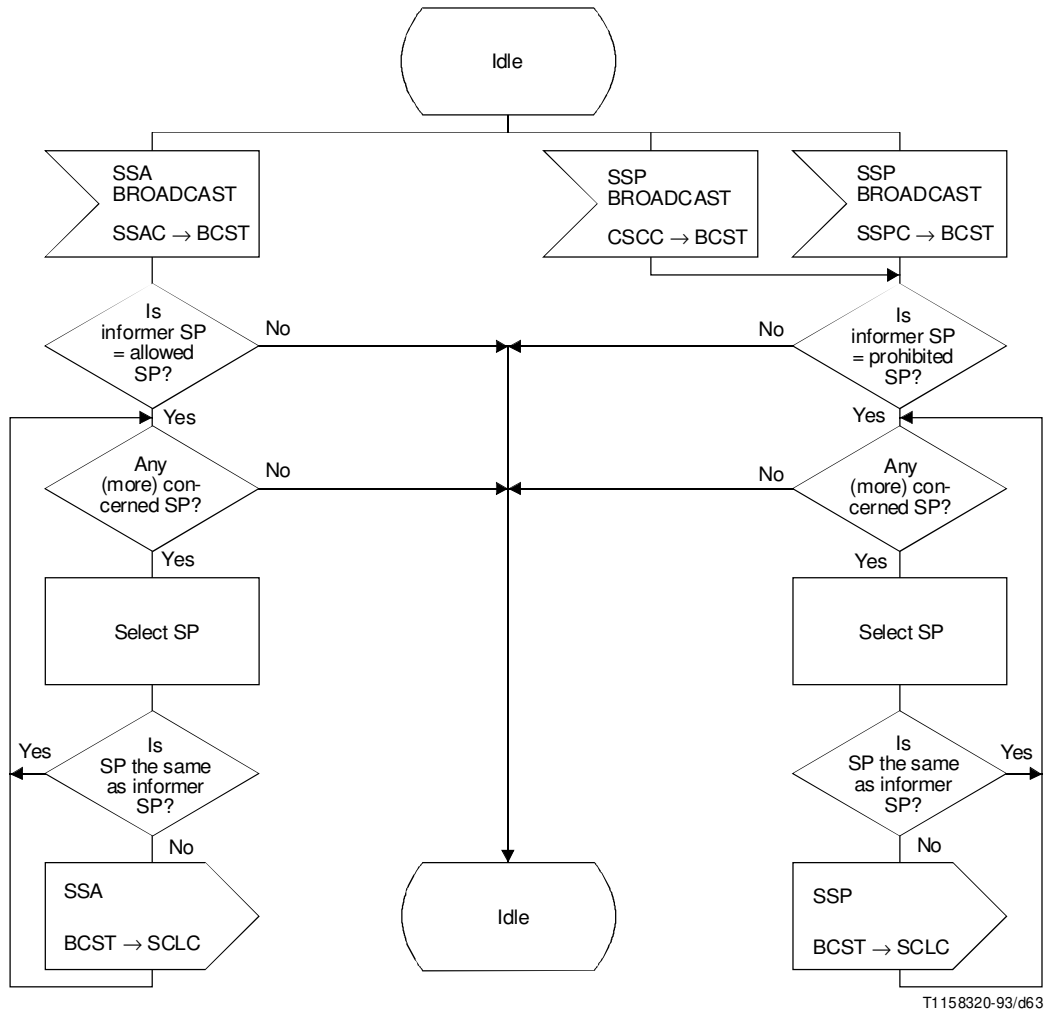 Idle
SSA
BROADCAST
SSAC → BCST
SSP
BROADCAST
CSCC → BCST
SSP
BROADCAST
SSPC → BCST
Is
informer SP
= allowed
SP?
No
Yes
Is
informer SP
= prohibited
SP?
No
Yes
Any
(more) con-
cerned SP?
No
Yes
Any
(more) con-
cerned SP?
No
Yes
Select SP
Select SP
Is
SP the same
as informer
SP?
Yes
No
Is
SP the same
as informer
SP?
Yes
No
SSA
BCST → SCLC
Idle
SSP
BCST → SCLC
T1158320-93/d63